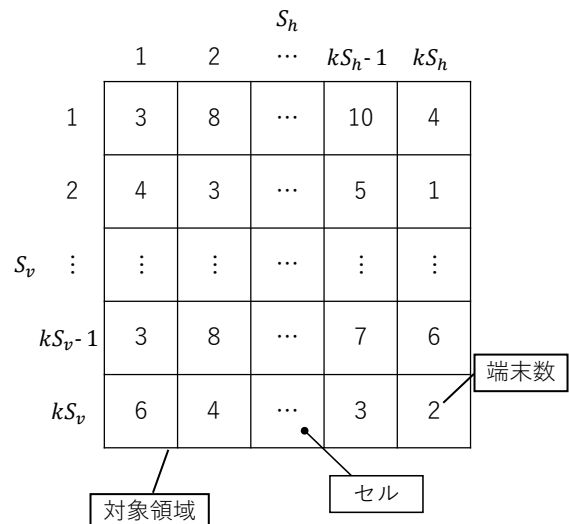 S_h
1 2 … kS_h-1 kS_h
1 3 8 … 10 4
2 4 3 … 5 1
S_v ⋮ ⋮ ⋮ … ⋮ ⋮
kS_v-1 3 8 … 7 6
端末数
kS_v 6 4 … 3 2
セル
対象領域